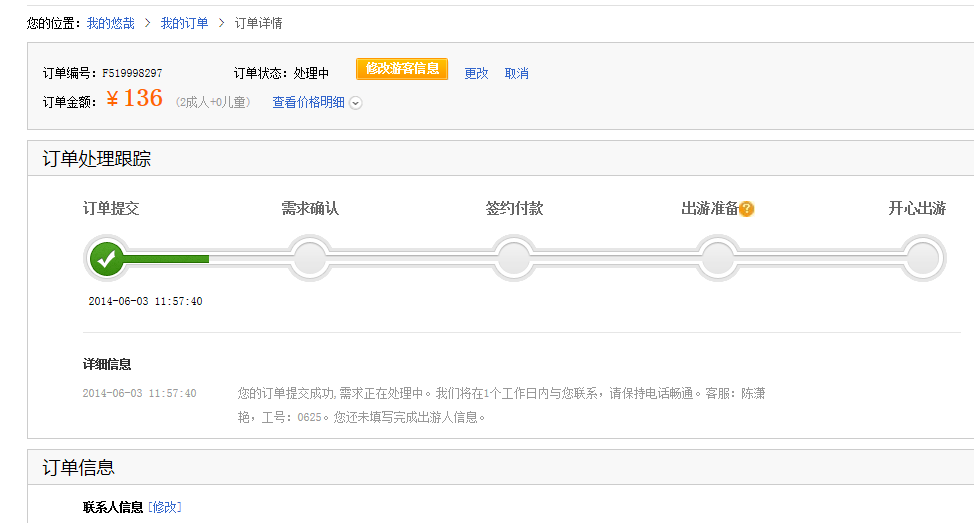 您的位置：我的悠哉 > 我的订单 > 订单详情
订单编号：F519998297 订单状态：处理中 修改游客信息 更改 取消
订单金额：¥136 (2成人+0儿童) 查看价格明细
订单处理跟踪
订单提交 需求确认 签约付款 出游准备? 开心出游
2014-06-03 11:57:40
详细信息
2014-06-03 11:57:40 您的订单提交成功,需求正在处理中。我们将在1个工作日内与您联系，请保持电话畅通。客服：陈潇
艳，工号：0625。您还未填写完成出游人信息。
订单信息
联系人信息 [修改]